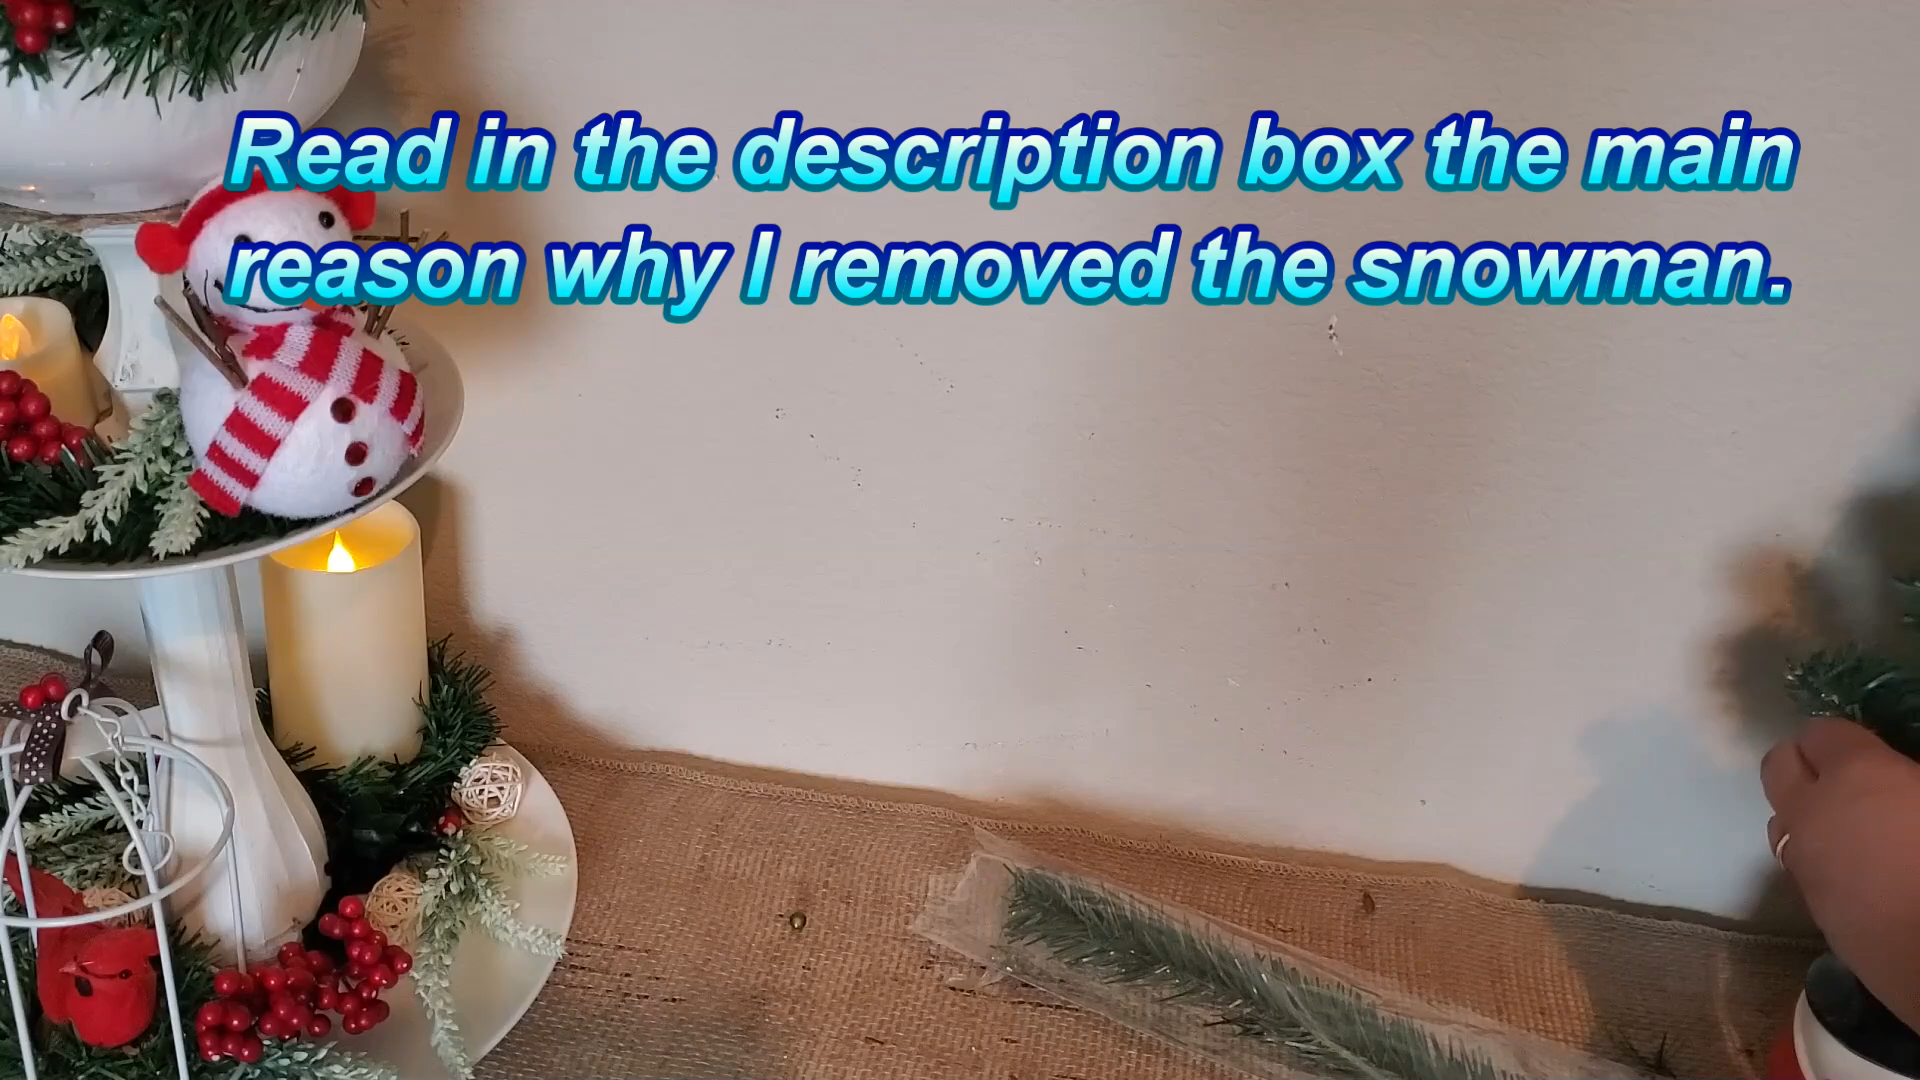 Read in the description box the main
reason why I removed the snowman.